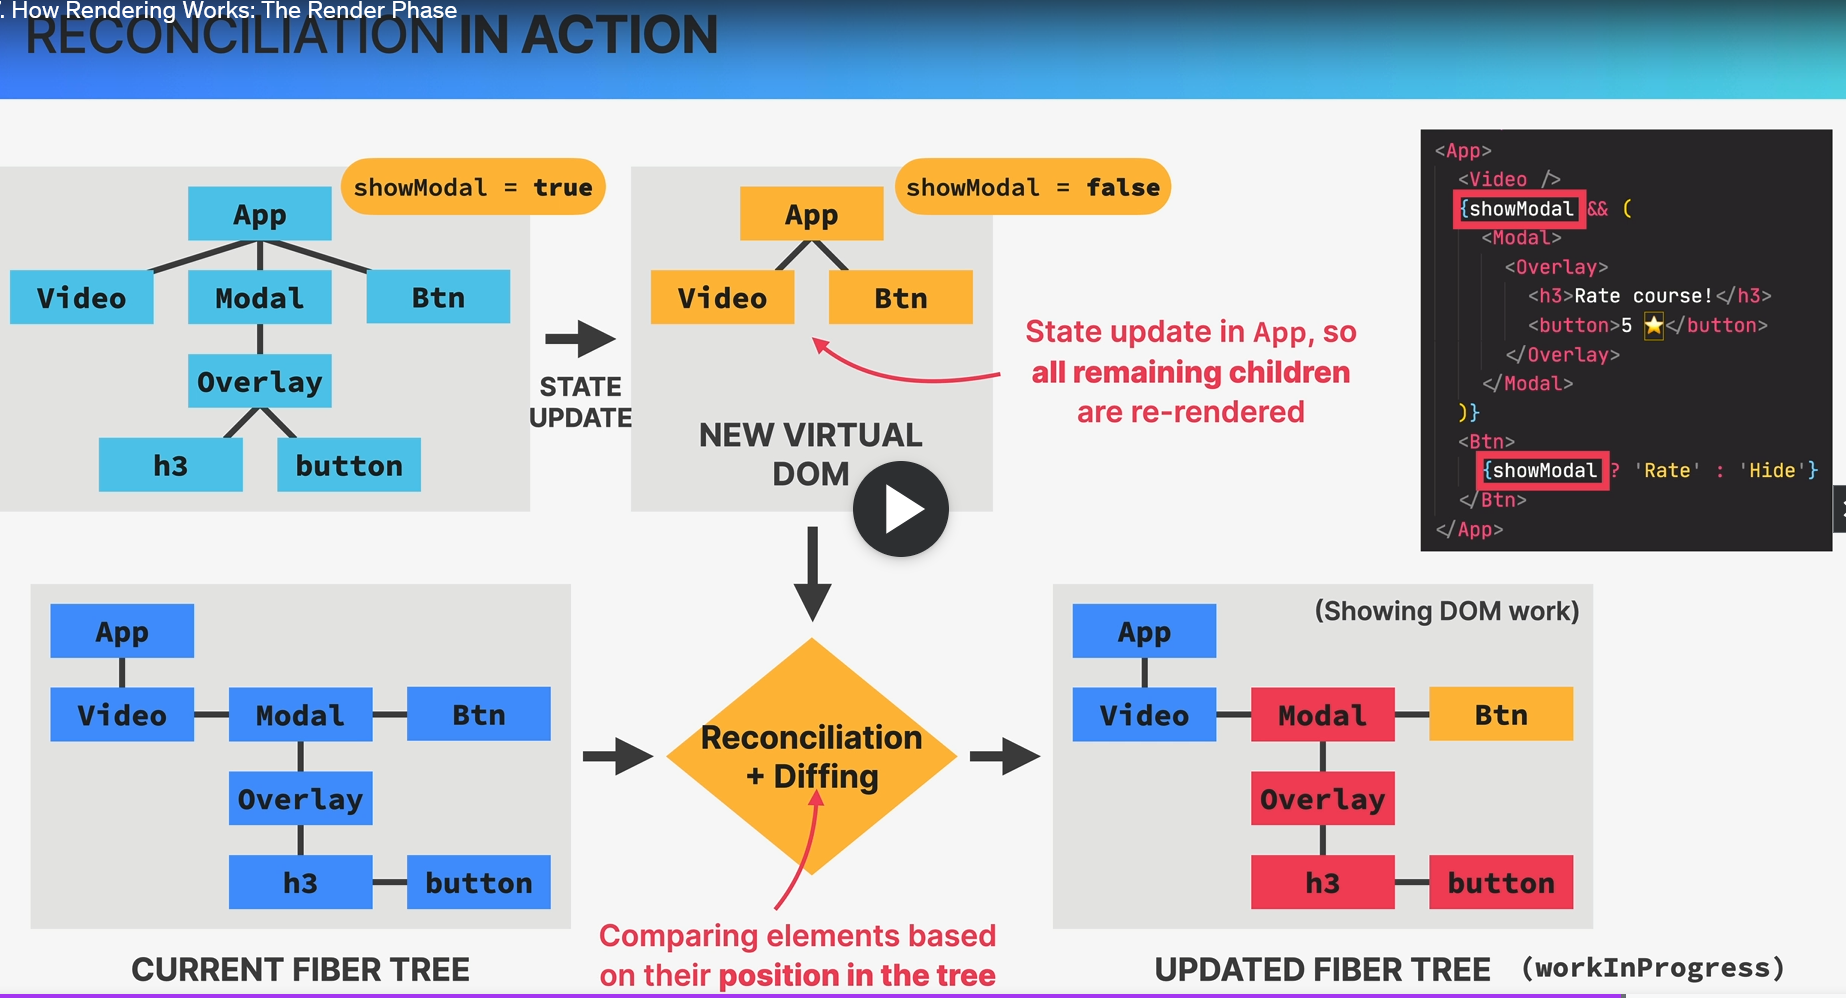 . How Rendering Works: The Render Phase
RECONCILIATION IN ACTION
showModal = true
App
Video
Modal
Btn
Overlay
h3
button
STATE
UPDATE
showModal = false
App
Video
Btn
NEW VIRTUAL
DOM
State update in App, so
all remaining children
are re-rendered
<App>
<Video />
{showModal && (
<Modal>
<Overlay>
<h3>Rate course!</h3>
<button>5 ⭐</button>
</Overlay>
</Modal>
)}
<Btn>
{showModal ? 'Rate' : 'Hide'}
</Btn>
</App>
App
Video
Modal
Btn
Overlay
h3
button
CURRENT FIBER TREE
Reconciliation
+ Diffing
Comparing elements based
on their position in the tree
(Showing DOM work)
App
Video
Modal
Btn
Overlay
h3
button
UPDATED FIBER TREE (workInProgress)